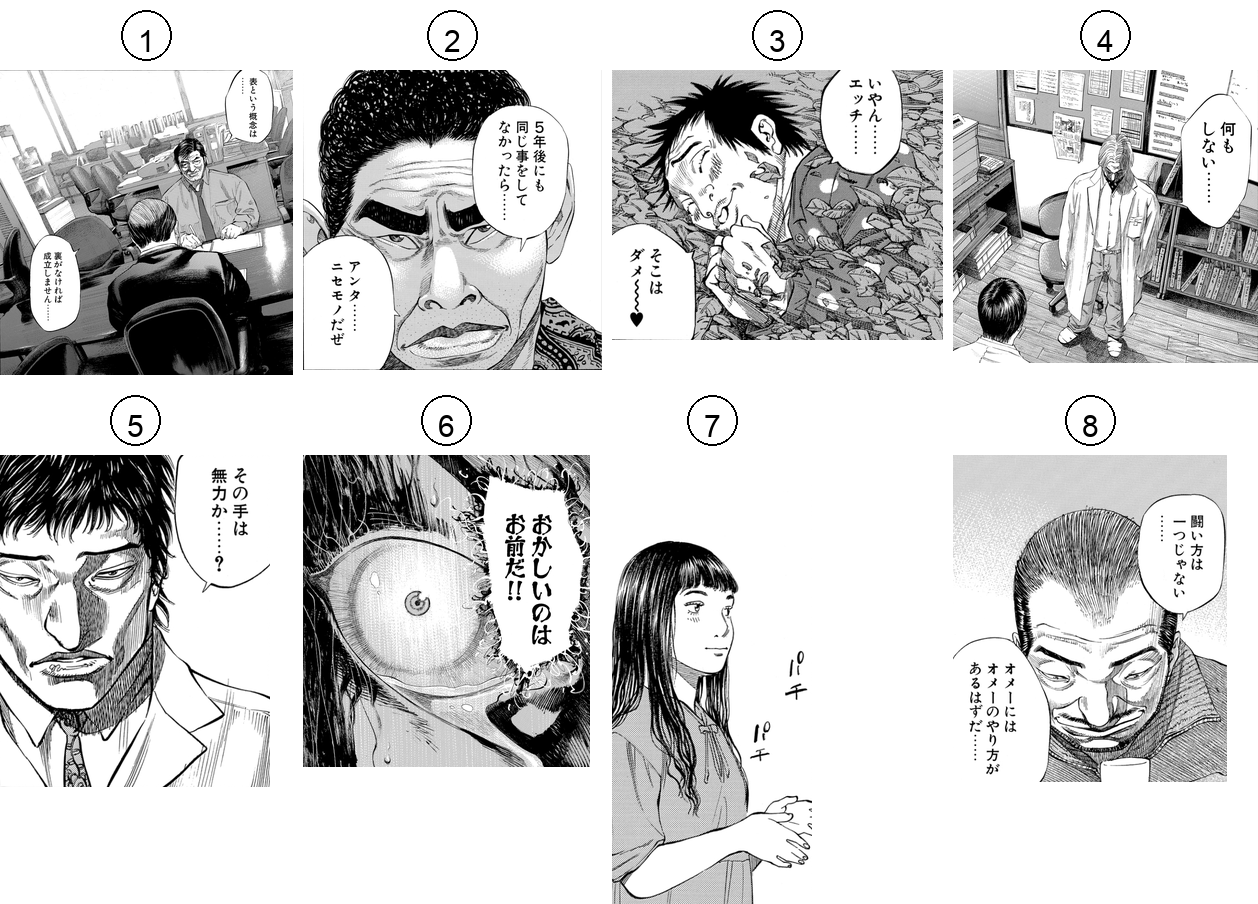 1
表という概念は
……
裏がなければ
成立しません…
2
5年後にも
同じ事をして
なかったら……
アンタ……
ニセモノだぜ
3
いやん……
エッチ……
そこは
ダメ～～♥
4
何も
しない……
5
その手は
無力か……?
6
おかしいのは
お前だ!!
7
パチ
パチ
8
闘い方は
一つじゃない
……
オメーには
オメーのやり方が
あるはずだ……